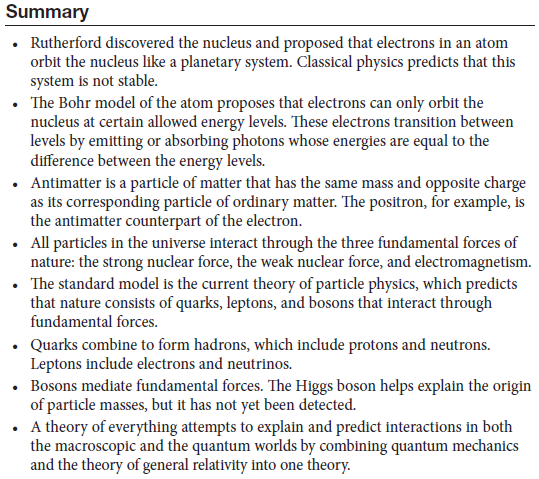 Summary
• Rutherford discovered the nucleus and proposed that electrons in an atom
orbit the nucleus like a planetary system. Classical physics predicts that this
system is not stable.
• The Bohr model of the atom proposes that electrons can only orbit the
nucleus at certain allowed energy levels. These electrons transition between
levels by emitting or absorbing photons whose energies are equal to the
difference between the energy levels.
• Antimatter is a particle of matter that has the same mass and opposite charge
as its corresponding particle of ordinary matter. The positron, for example, is
the antimatter counterpart of the electron.
• All particles in the universe interact through the three fundamental forces of
nature: the strong nuclear force, the weak nuclear force, and electromagnetism.
• The standard model is the current theory of particle physics, which predicts
that nature consists of quarks, leptons, and bosons that interact through
fundamental forces.
• Quarks combine to form hadrons, which include protons and neutrons.
Leptons include electrons and neutrinos.
• Bosons mediate fundamental forces. The Higgs boson helps explain the origin
of particle masses, but it has not yet been detected.
• A theory of everything attempts to explain and predict interactions in both
the macroscopic and the quantum worlds by combining quantum mechanics
and the theory of general relativity into one theory.